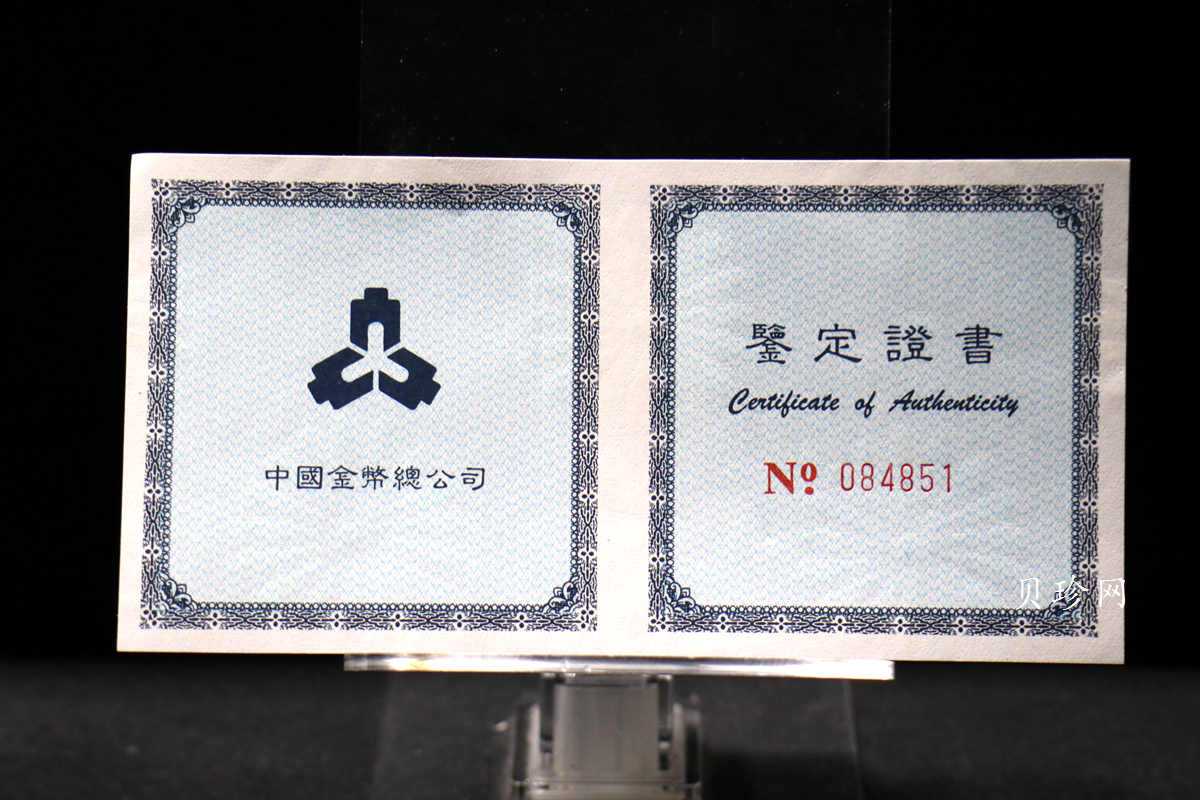 中國金幣總公司
鑒定證書
Certificate of Authenticity
Nº 084851
贝珍网